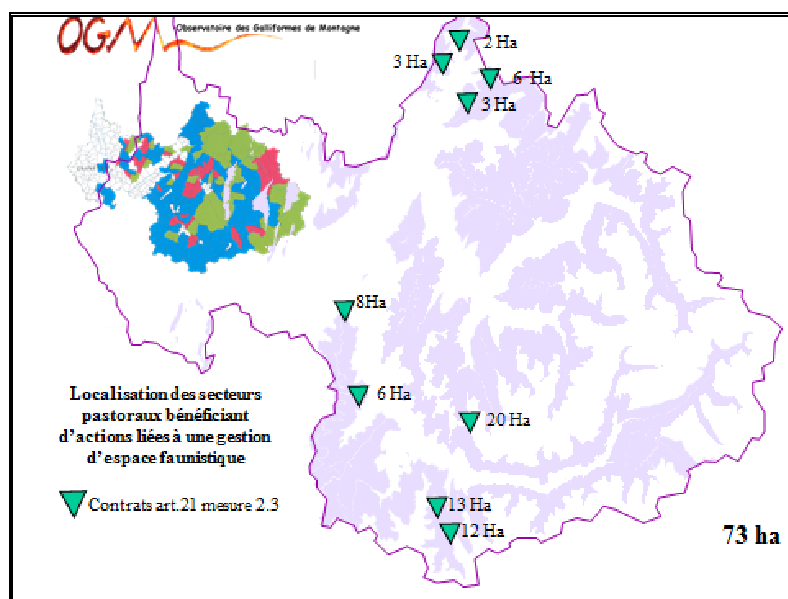 OGM Observatoire des Galliformes de Montagne
2 Ha
3 Ha
6 Ha
3 Ha
8Ha
6 Ha
20 Ha
Localisation des secteurs
pastoraux bénéficiant
d'actions liées à une gestion
d'espace faunistique
Contrats art.21 mesure 2.3
13 Ha
12 Ha
73 ha